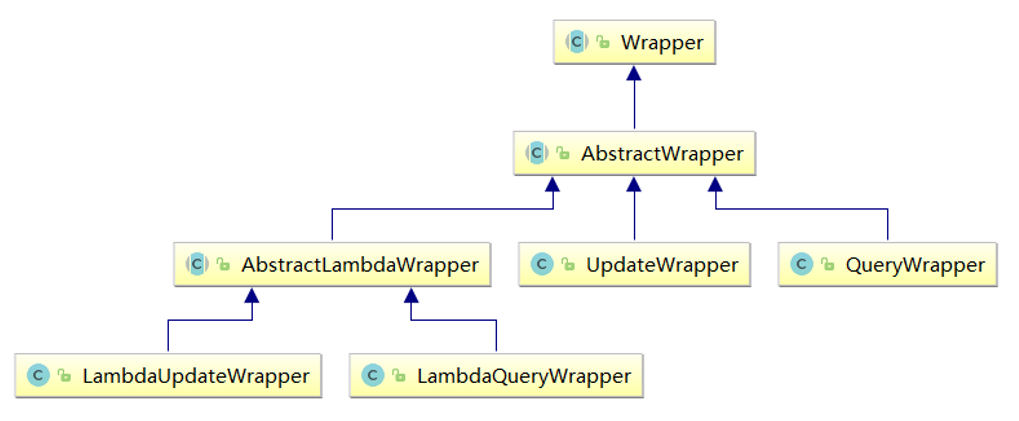 Wrapper
AbstractWrapper
AbstractLambdaWrapper
UpdateWrapper
QueryWrapper
LambdaUpdateWrapper
LambdaQueryWrapper